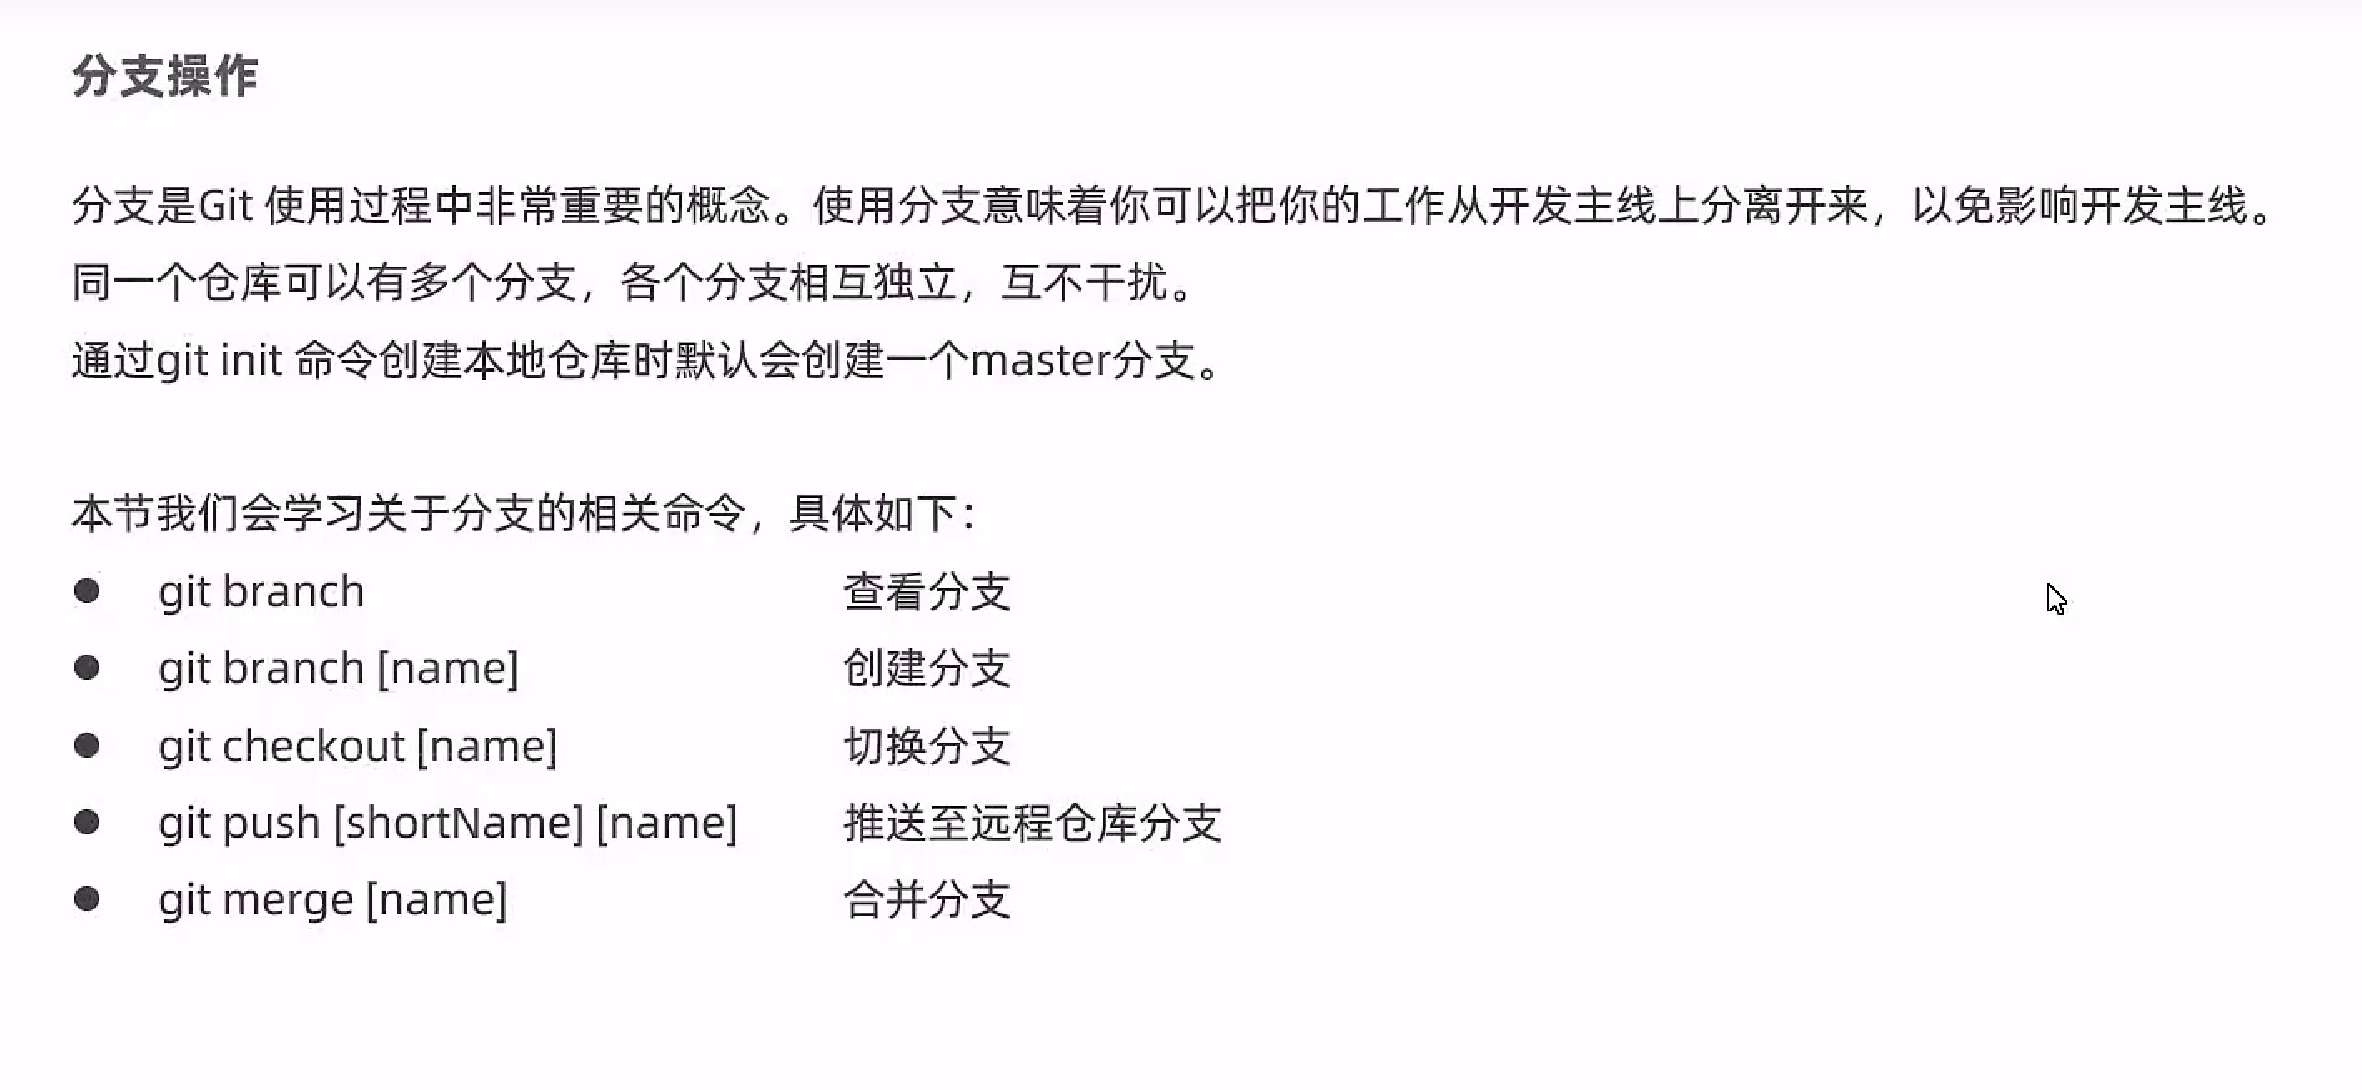 分支操作
分支是Git 使用过程中非常重要的概念。使用分支意味着你可以把你的工作从开发主线上分离开来，以免影响开发主线。
同一个仓库可以有多个分支，各个分支相互独立，互不干扰。
通过git init 命令创建本地仓库时默认会创建一个master分支。
本节我们会学习关于分支的相关命令，具体如下：
● git branch 查看分支
● git branch [name] 创建分支
● git checkout [name] 切换分支
● git push [shortName] [name] 推送至远程仓库分支
● git merge [name] 合并分支